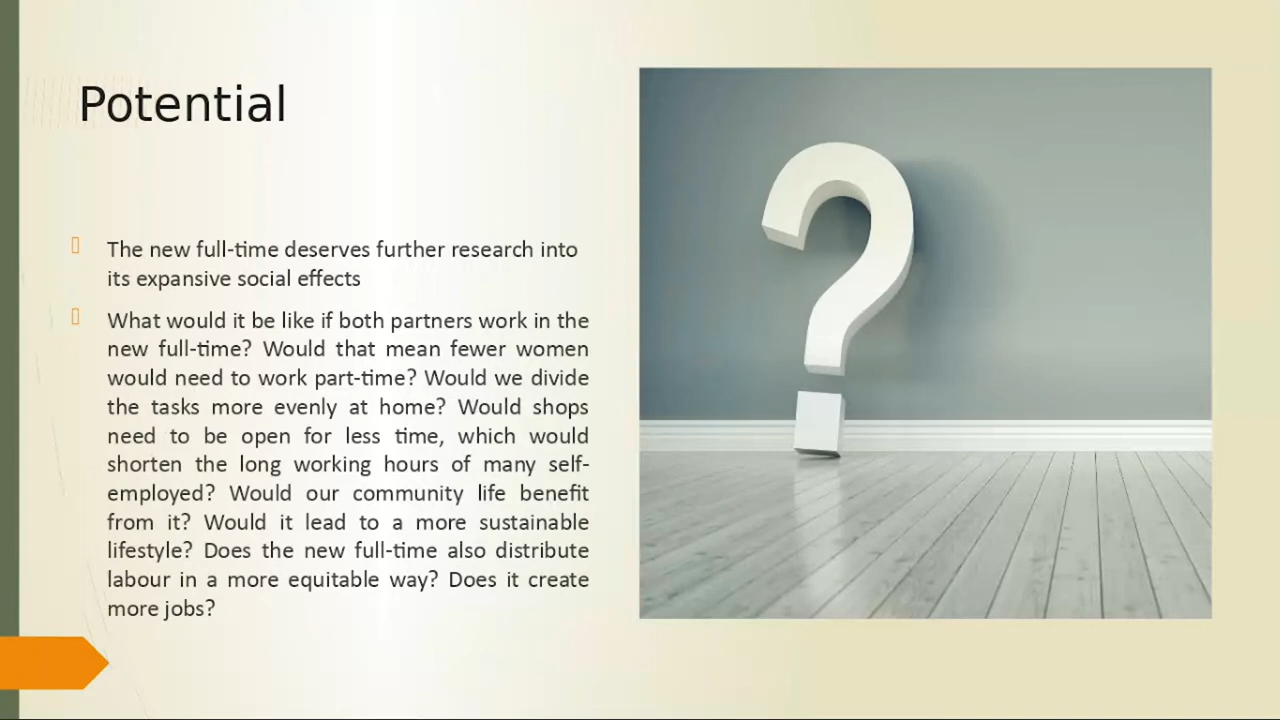 Potential
The new full-time deserves further research into
its expansive social effects
What would it be like if both partners work in the
new full-time? Would that mean fewer women
would need to work part-time? Would we divide
the tasks more evenly at home? Would shops
need to be open for less time, which would
shorten the long working hours of many self-
employed? Would our community life benefit
from it? Would it lead to a more sustainable
lifestyle? Does the new full-time also distribute
labour in a more equitable way? Does it create
more jobs?
?